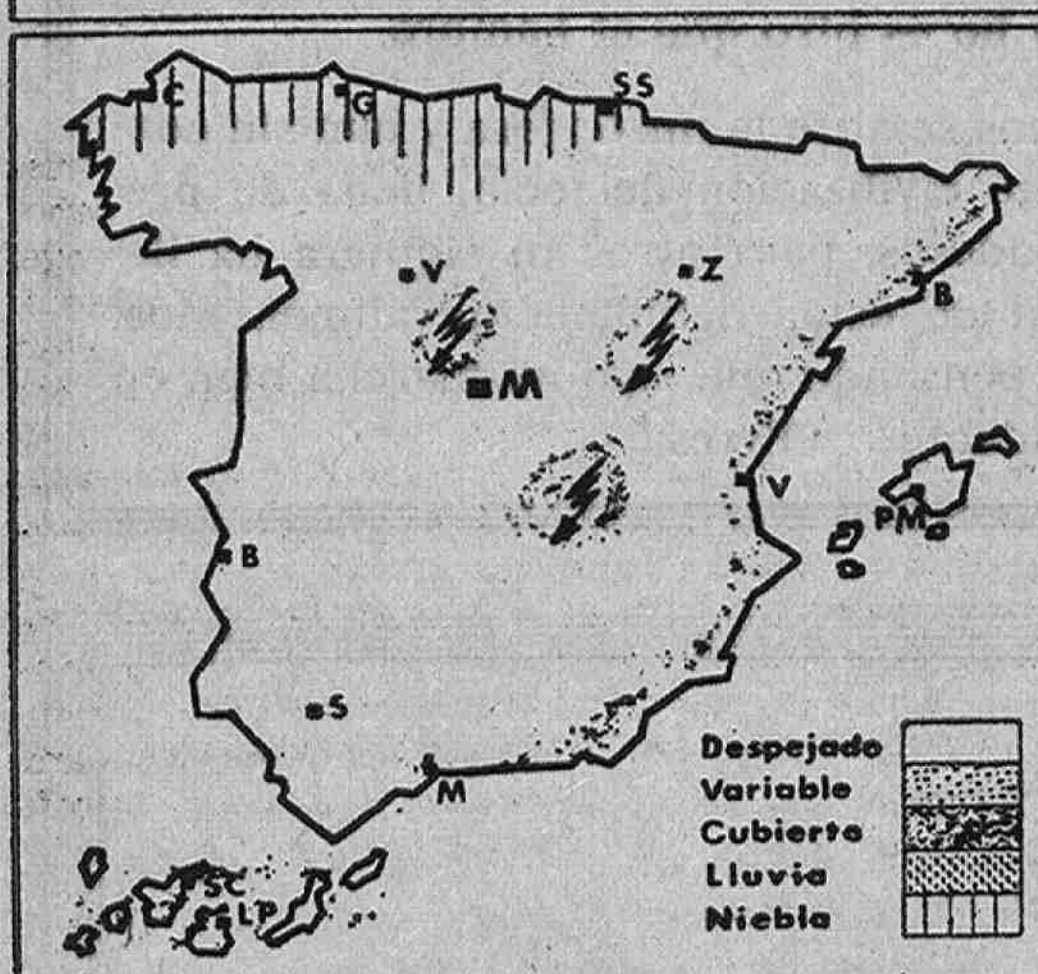 C
G
SS
V
Z
B
M
V
PM
B
S
M
SC
LP
Despejado
Variable
Cubierto
Lluvia
Niebla